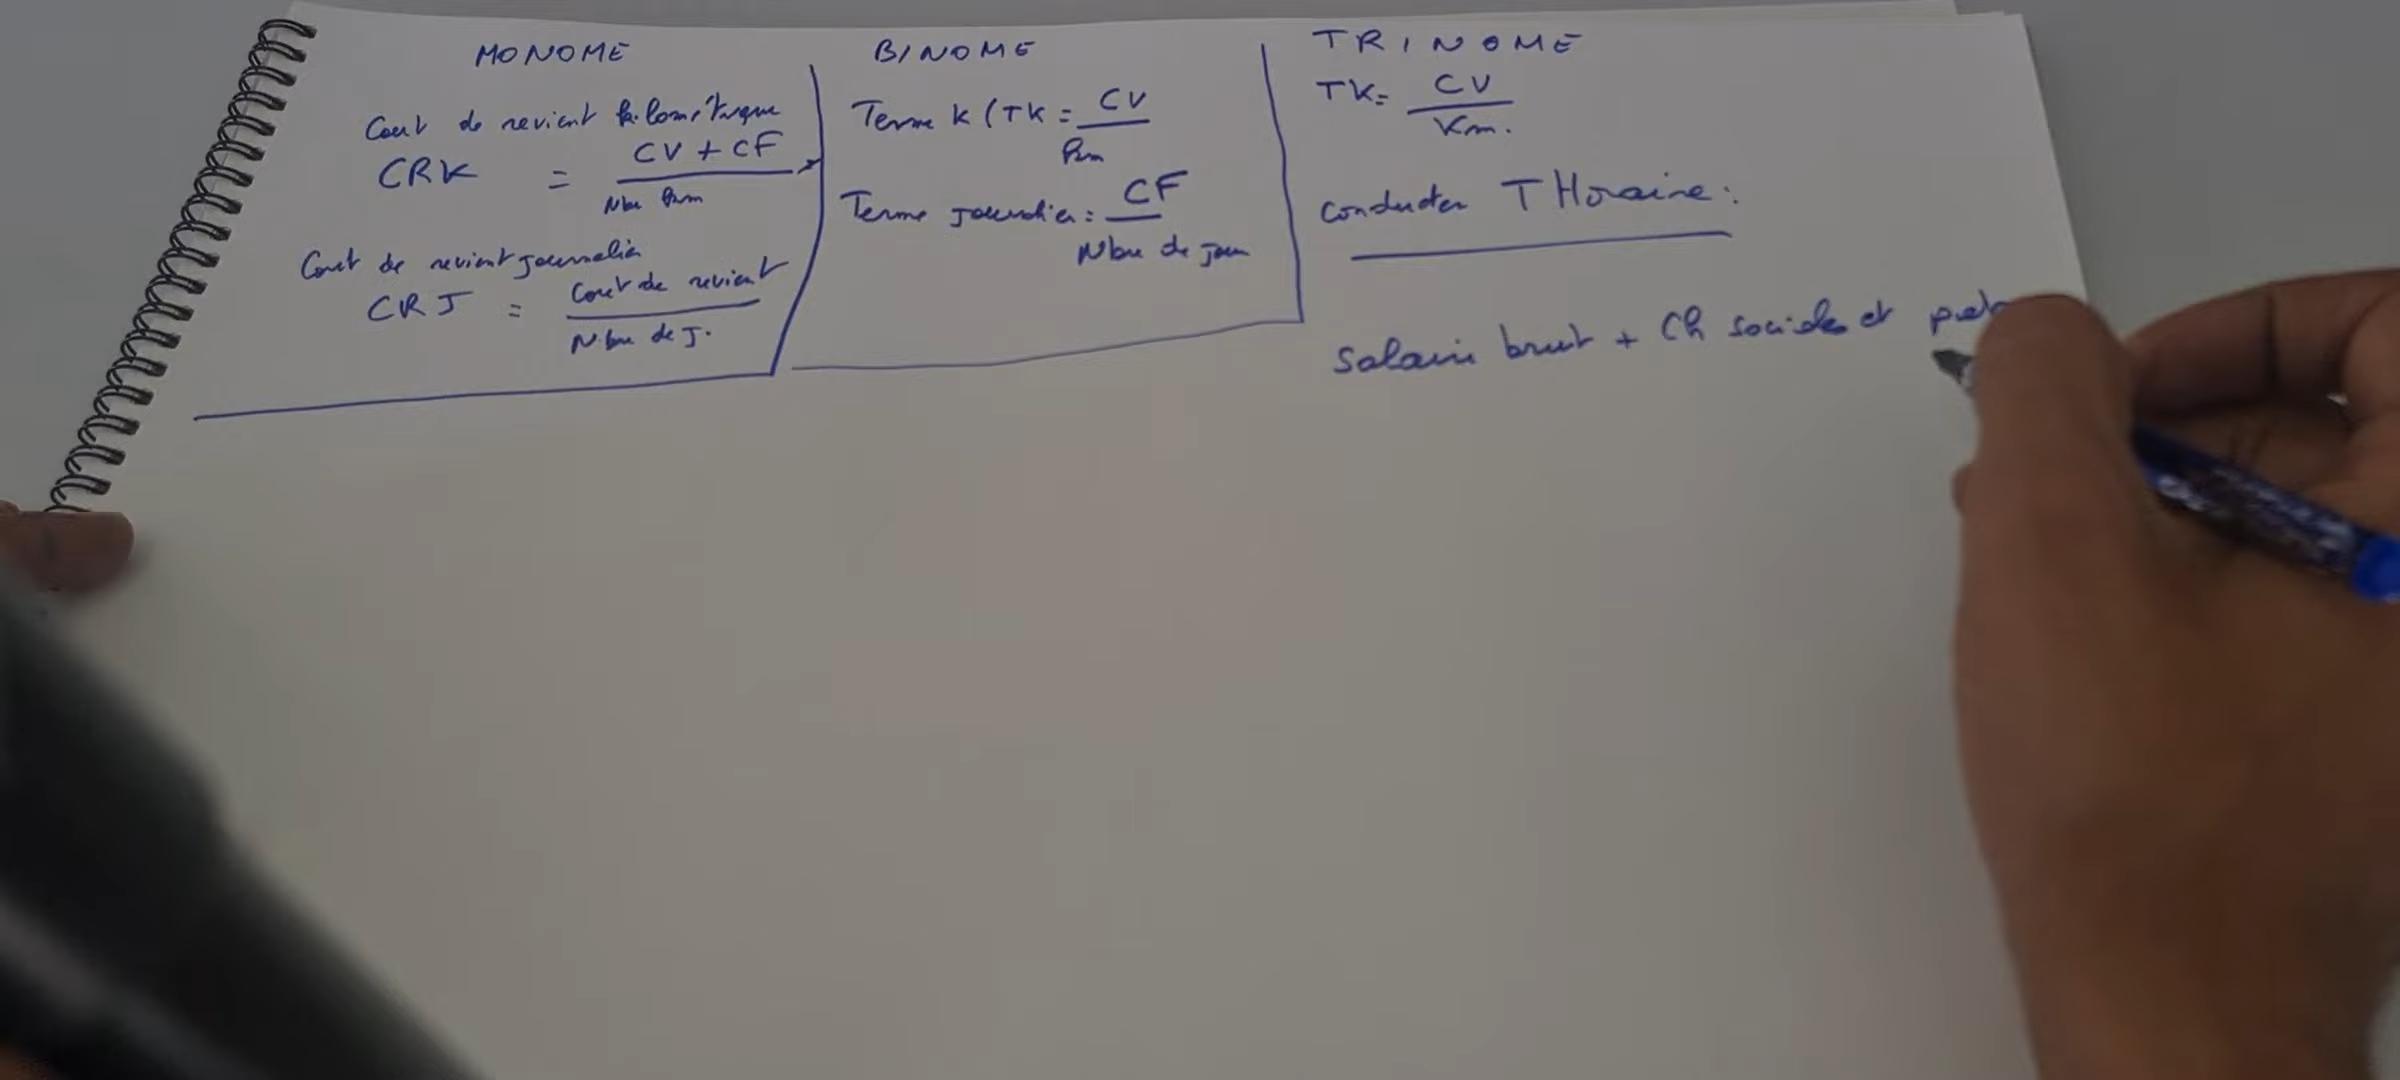 MONOME
Cout de revient kilométrique
CRK = CV + CF
Nbre km
Cout de revient journalier
CRJ = Cout de revient
Nbre de J.
BINOME
Terme K (TK = CV
km
Terme journalier = CF
Nbre de jour
TRINOME
TK = CV
Km.
conducteur T Horaire :
Salaire brut + Ch sociales et